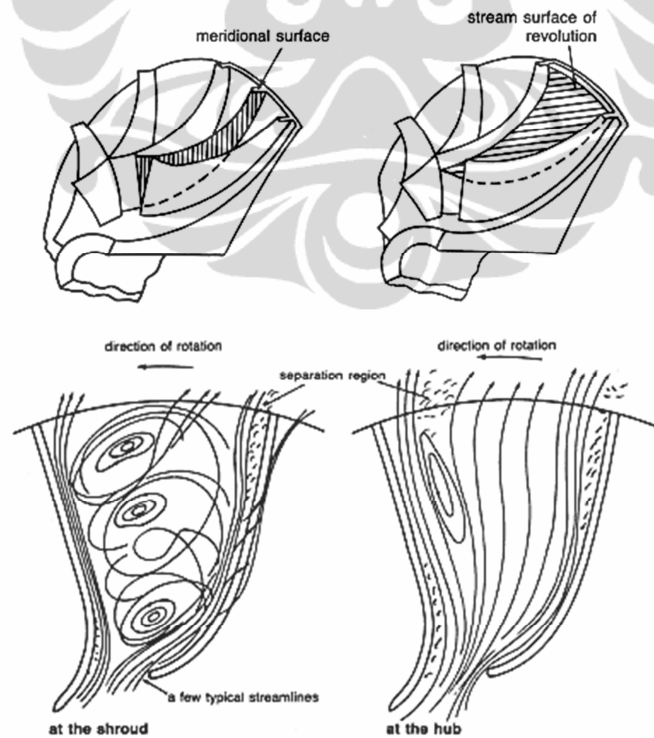 meridional surface
stream surface of
revolution
direction of rotation
direction of rotation
separation region
a few typical streamlines
at the shroud
at the hub